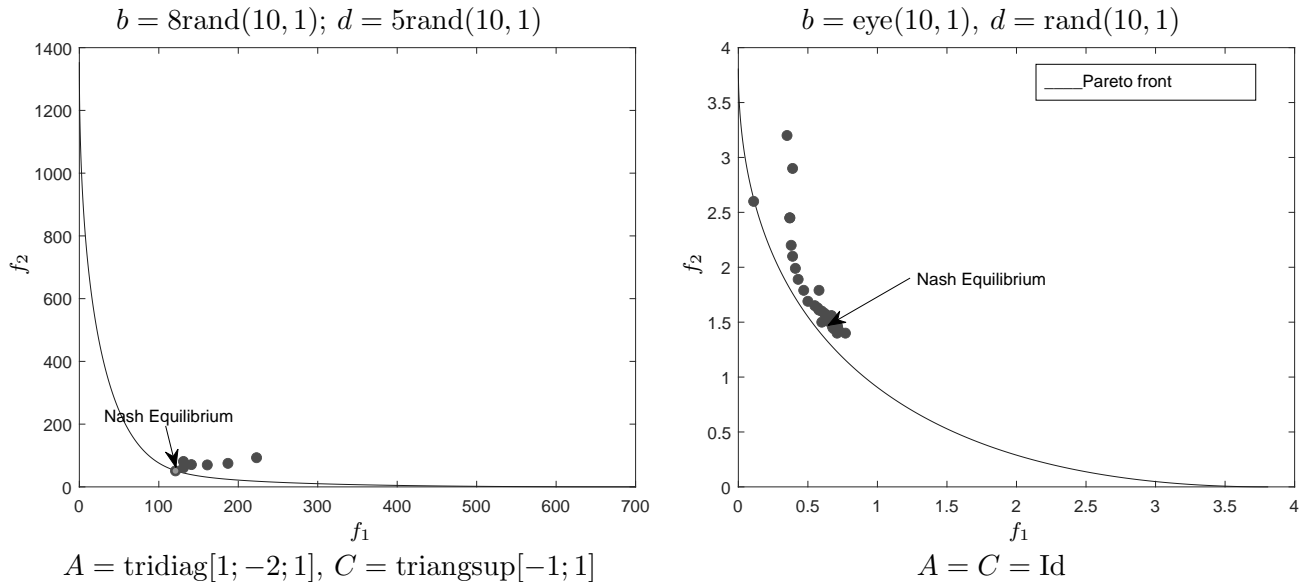 b = 8rand(10, 1); d = 5rand(10, 1)
1400
1200
1000
800
600
400
200
0
f₂
Nash Equilibrium
0 100 200 300 400 500 600 700
f₁
A = tridiag[1; −2; 1], C = triangsup[−1; 1]
b = eye(10, 1), d = rand(10, 1)
4
3.5
3
2.5
2
1.5
1
0.5
0
f₂
____Pareto front
Nash Equilibrium
0 0.5 1 1.5 2 2.5 3 3.5 4
f₁
A = C = Id